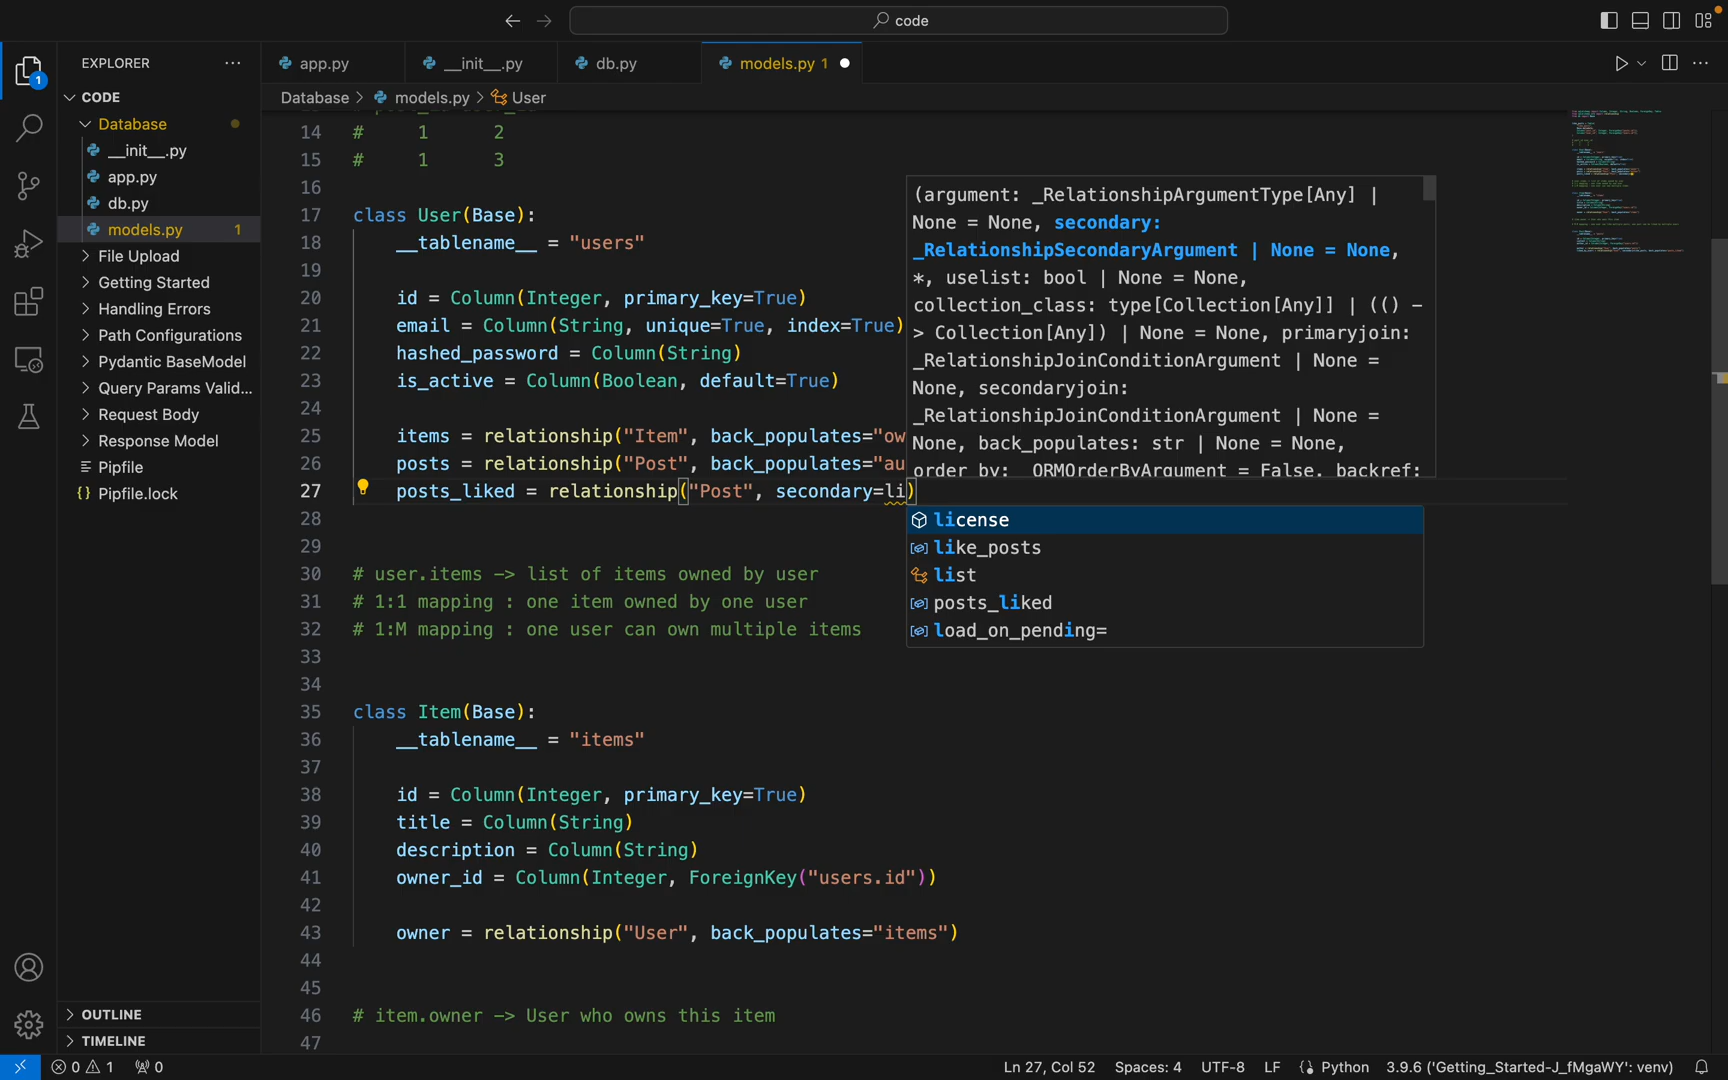 ← → code
EXPLORER ···
app.py __init__.py db.py models.py 1
CODE
Database > models.py > User
Database
__init__.py
app.py
db.py
models.py 1
File Upload
Getting Started
Handling Errors
Path Configurations
Pydantic BaseModel
Query Params Valid...
Request Body
Response Model
Pipfile
{} Pipfile.lock
OUTLINE
TIMELINE
1
14 # 1 2
15 # 1 3
16
17 class User(Base):
18 __tablename__ = "users"
19
20 id = Column(Integer, primary_key=True)
21 email = Column(String, unique=True, index=True)
22 hashed_password = Column(String)
23 is_active = Column(Boolean, default=True)
24
25 items = relationship("Item", back_populates="ow
26 posts = relationship("Post", back_populates="au
27 posts_liked = relationship("Post", secondary=li)
28
29
30 # user.items -> list of items owned by user
31 # 1:1 mapping : one item owned by one user
32 # 1:M mapping : one user can own multiple items
33
34
35 class Item(Base):
36 __tablename__ = "items"
37
38 id = Column(Integer, primary_key=True)
39 title = Column(String)
40 description = Column(String)
41 owner_id = Column(Integer, ForeignKey("users.id"))
42
43 owner = relationship("User", back_populates="items")
44
45
46 # item.owner -> User who owns this item
47
(argument: _RelationshipArgumentType[Any] |
None = None, secondary:
_RelationshipSecondaryArgument | None = None,
*, uselist: bool | None = None,
collection_class: type[Collection[Any]] | (() -
> Collection[Any]) | None = None, primaryjoin:
_RelationshipJoinConditionArgument | None =
None, secondaryjoin:
_RelationshipJoinConditionArgument | None =
None, back_populates: str | None = None,
order_by: _ORMOrderByArgument = False, backref:
license
like_posts
list
posts_liked
load_on_pending=
0 1 0
Ln 27, Col 52 Spaces: 4 UTF-8 LF {} Python 3.9.6 ('Getting_Started-J_fMgaWY': venv)